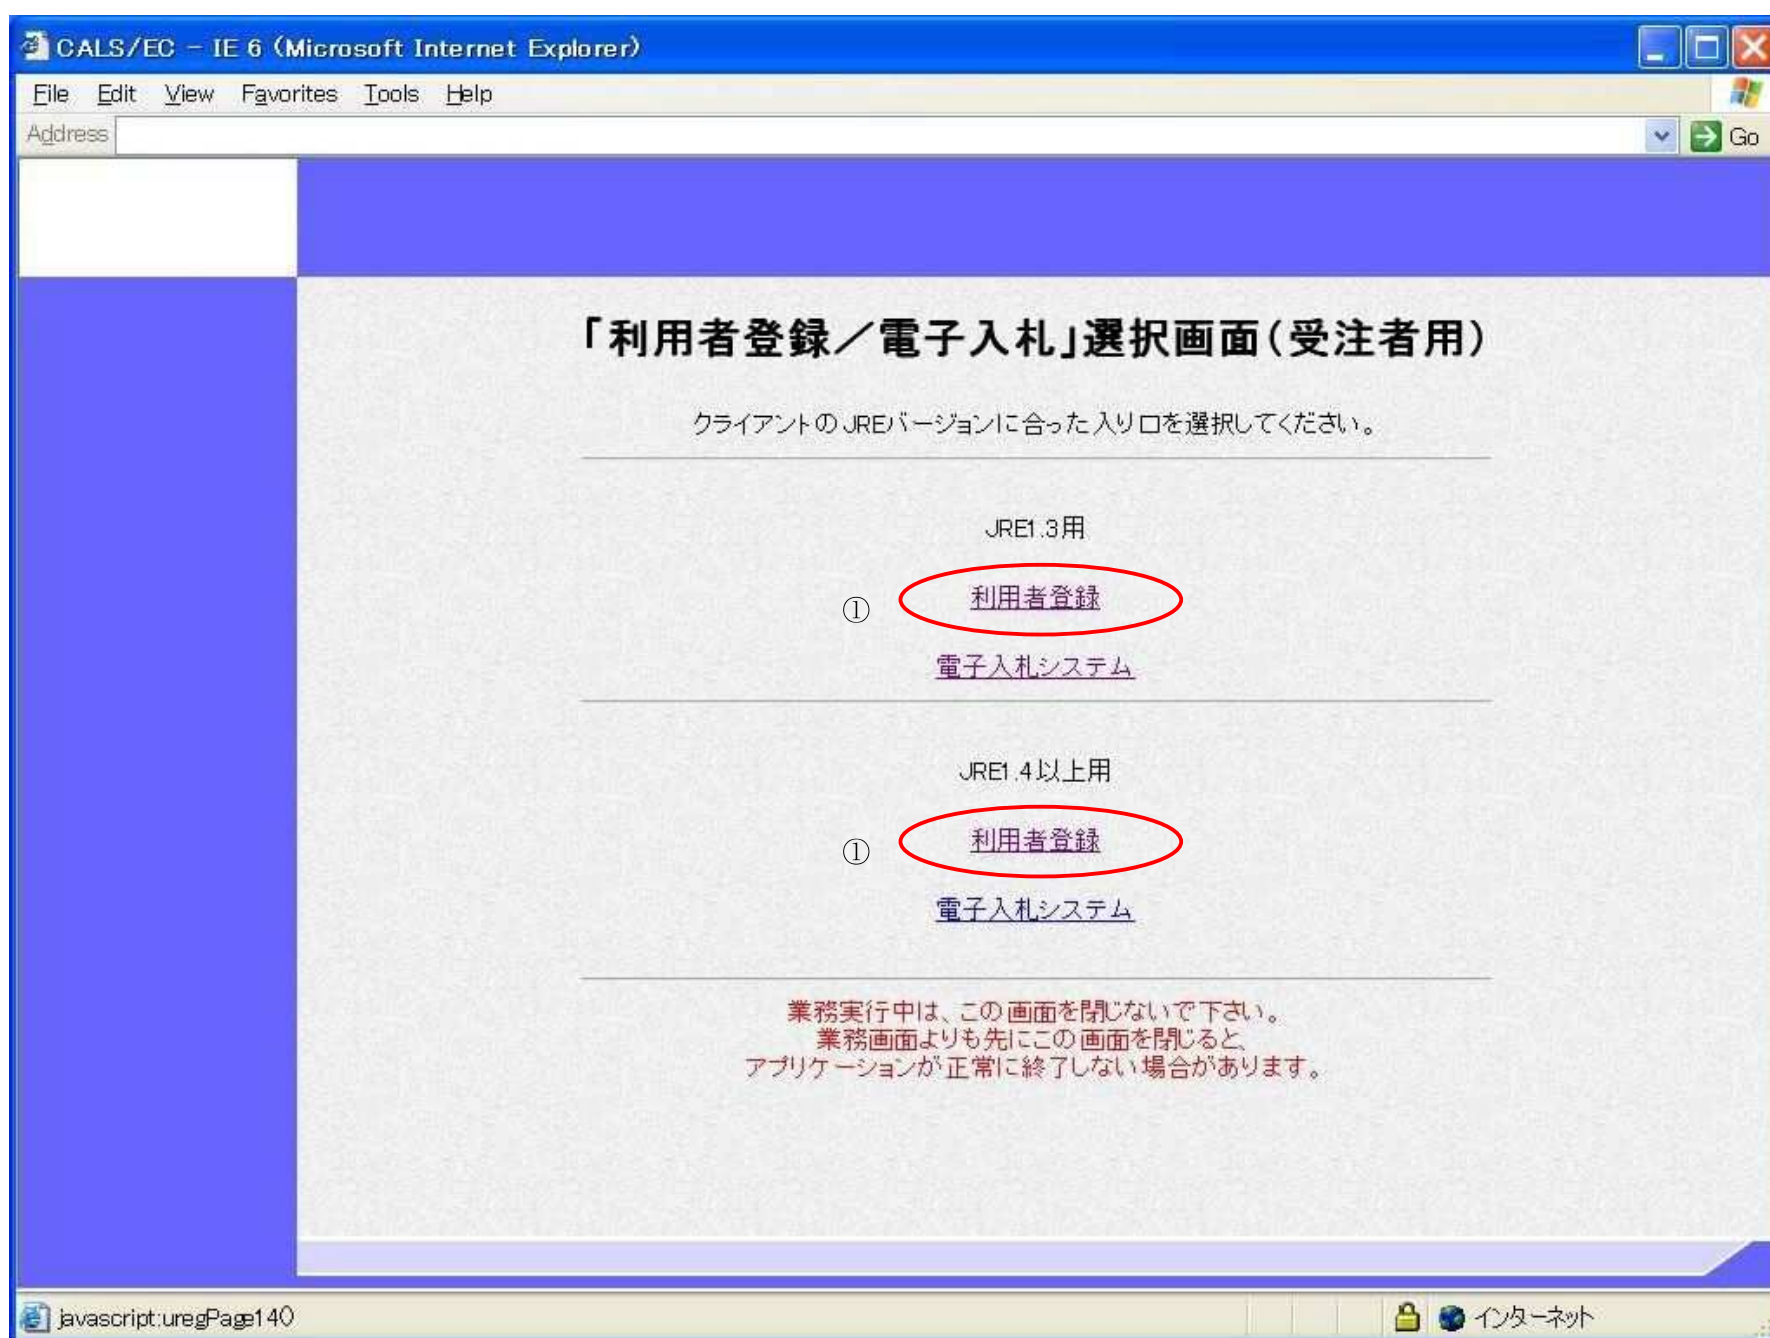 CALS/EC - IE 6 (Microsoft Internet Explorer)
File Edit View Favorites Tools Help
Address Go
「利用者登録／電子入札」選択画面(受注者用)
クライアントのJREバージョンに合った入り口を選択してください。
JRE1.3用
① 利用者登録
電子入札システム
JRE1.4以上用
① 利用者登録
電子入札システム
業務実行中は、この画面を閉じないで下さい。
業務画面よりも先にこの画面を閉じると、
アプリケーションが正常に終了しない場合があります。
javascript:uregPage14() インターネット